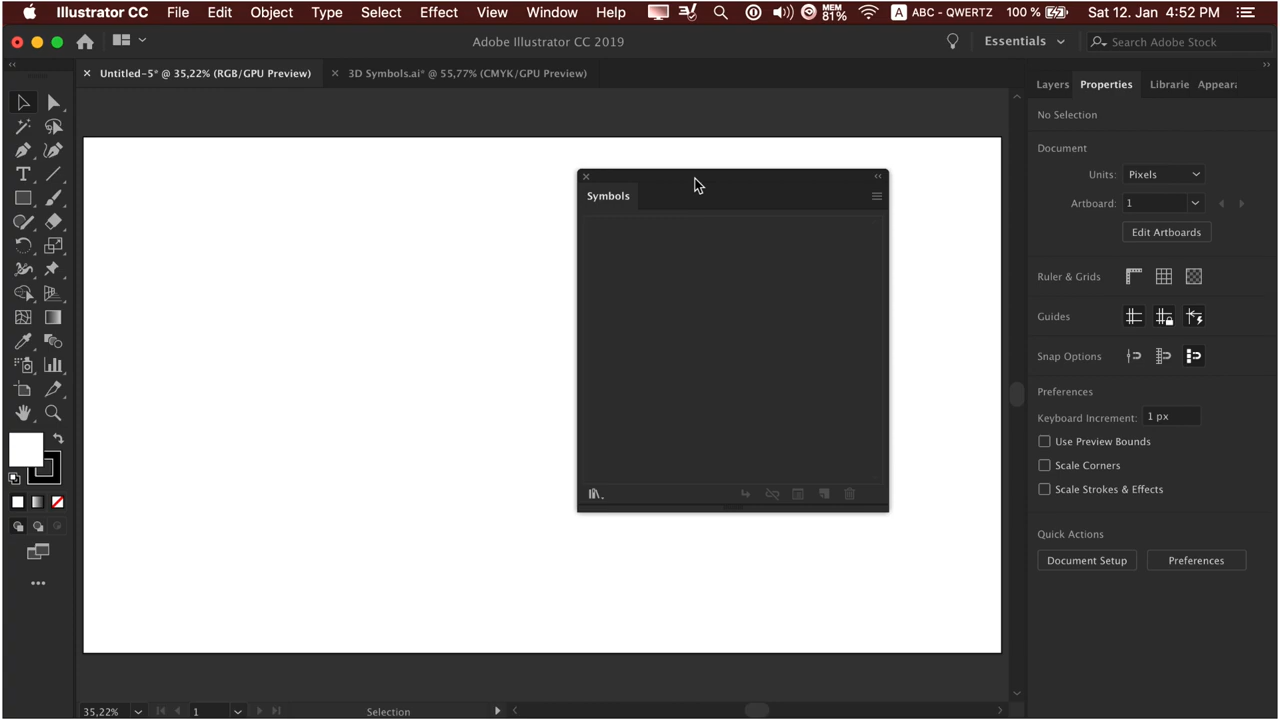 Illustrator CC File Edit Object Type Select Effect View Window Help MEM 81% A ABC - QWERTZ 100 % Sat 12. Jan 4:52 PM
Adobe Illustrator CC 2019
Essentials
Search Adobe Stock
Untitled-5* @ 35,22% (RGB/GPU Preview)
3D Symbols.ai* @ 55,77% (CMYK/GPU Preview)
Layers Properties Librarie Appear
No Selection
Document
Units: Pixels
Artboard: 1
Edit Artboards
Ruler & Grids
Guides
Snap Options
Preferences
Keyboard Increment: 1 px
Use Preview Bounds
Scale Corners
Scale Strokes & Effects
Quick Actions
Document Setup Preferences
Symbols
35,22% 1 Selection